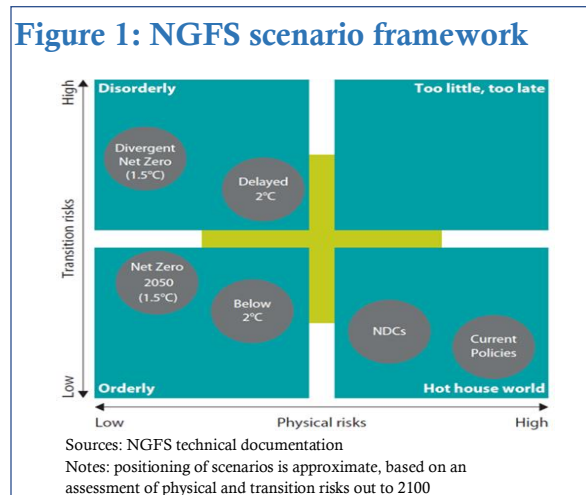 Figure 1: NGFS scenario framework
High
Disorderly
Too little, too late
Divergent
Net Zero
(1.5°C)
Delayed
2°C
Transition risks
Net Zero
2050
(1.5°C)
Below
2°C
NDCs
Current
Policies
Low
Orderly
Hot house world
Low
Physical risks
High
Sources: NGFS technical documentation
Notes: positioning of scenarios is approximate, based on an
assessment of physical and transition risks out to 2100